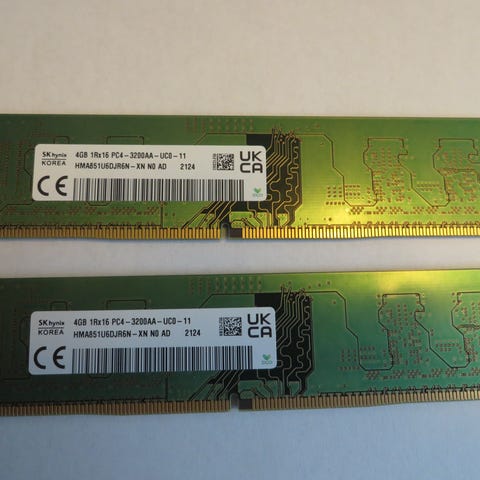 SK hynix 4GB 1Rx16 PC4-3200AA-UC0-11
KOREA HMA851U6DJR6N-XN N0 AD 2124
UK
CA
CE
SK hynix 4GB 1Rx16 PC4-3200AA-UC0-11
KOREA HMA851U6DJR6N-XN N0 AD 2124
UK
CA
CE